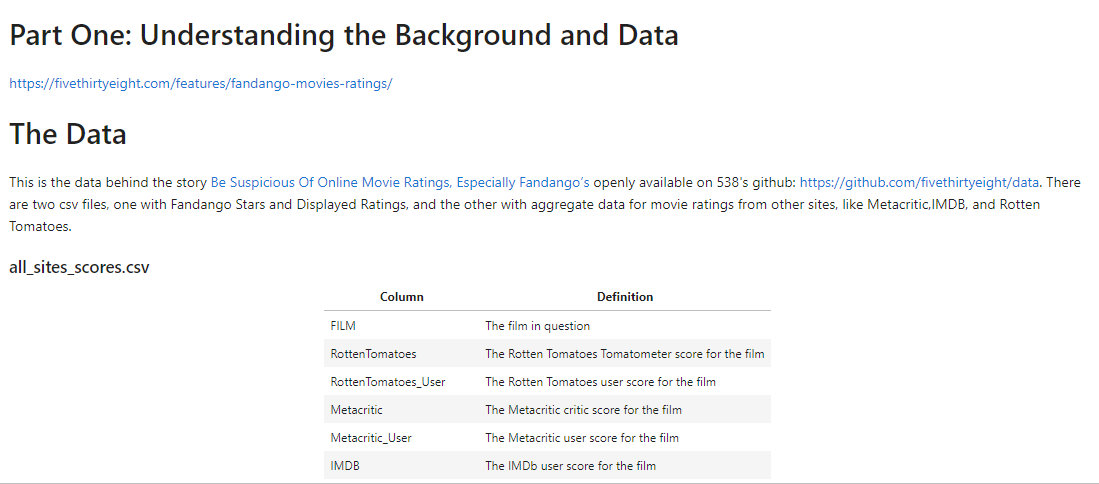 Part One: Understanding the Background and Data
https://fivethirtyeight.com/features/fandango-movies-ratings/
The Data
This is the data behind the story Be Suspicious Of Online Movie Ratings, Especially Fandango’s openly available on 538's github: https://github.com/fivethirtyeight/data. There
are two csv files, one with Fandango Stars and Displayed Ratings, and the other with aggregate data for movie ratings from other sites, like Metacritic,IMDB, and Rotten
Tomatoes.
all_sites_scores.csv
Column Definition
FILM The film in question
RottenTomatoes The Rotten Tomatoes Tomatometer score for the film
RottenTomatoes_User The Rotten Tomatoes user score for the film
Metacritic The Metacritic critic score for the film
Metacritic_User The Metacritic user score for the film
IMDB The IMDb user score for the film